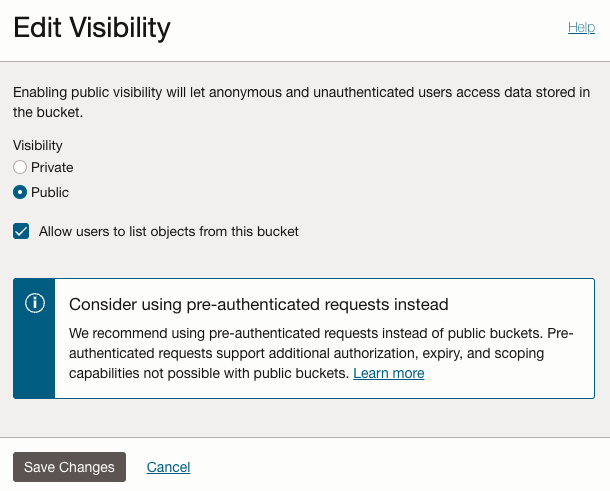 Edit Visibility
Help
Enabling public visibility will let anonymous and unauthenticated users access data stored in
the bucket.
Visibility
Private
Public
Allow users to list objects from this bucket
Consider using pre-authenticated requests instead
We recommend using pre-authenticated requests instead of public buckets. Pre-
authenticated requests support additional authorization, expiry, and scoping
capabilities not possible with public buckets. Learn more
Save Changes
Cancel